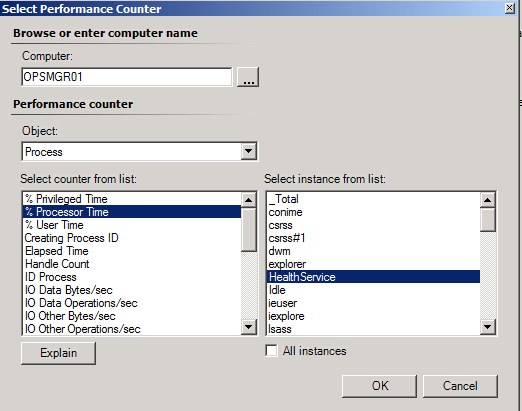 Select Performance Counter
Browse or enter computer name
Computer:
OPSMGR01
...
Performance counter
Object:
Process
Select counter from list:
% Privileged Time
% Processor Time
% User Time
Creating Process ID
Elapsed Time
Handle Count
ID Process
IO Data Bytes/sec
IO Data Operations/sec
IO Other Bytes/sec
IO Other Operations/sec
Explain
Select instance from list:
_Total
conime
csrss
csrss#1
dwm
explorer
HealthService
Idle
ieuser
iexplore
lsass
All instances
OK Cancel